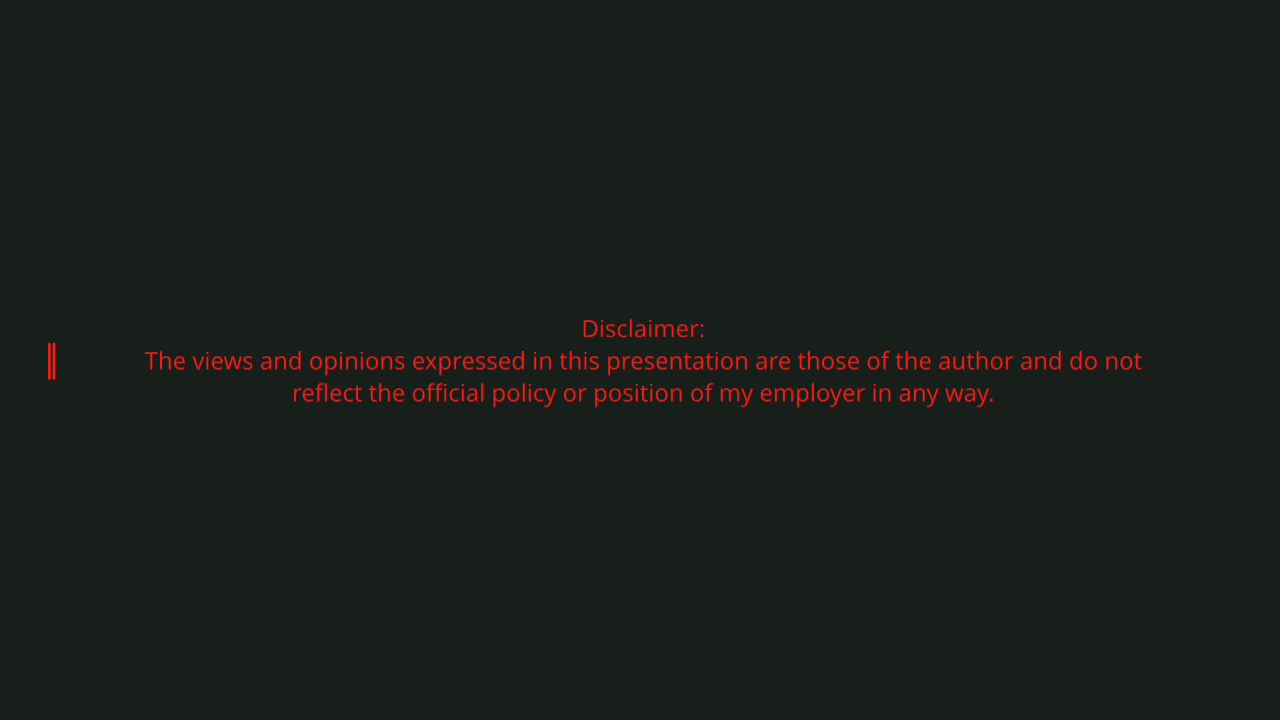 Disclaimer:
The views and opinions expressed in this presentation are those of the author and do not
reflect the official policy or position of my employer in any way.